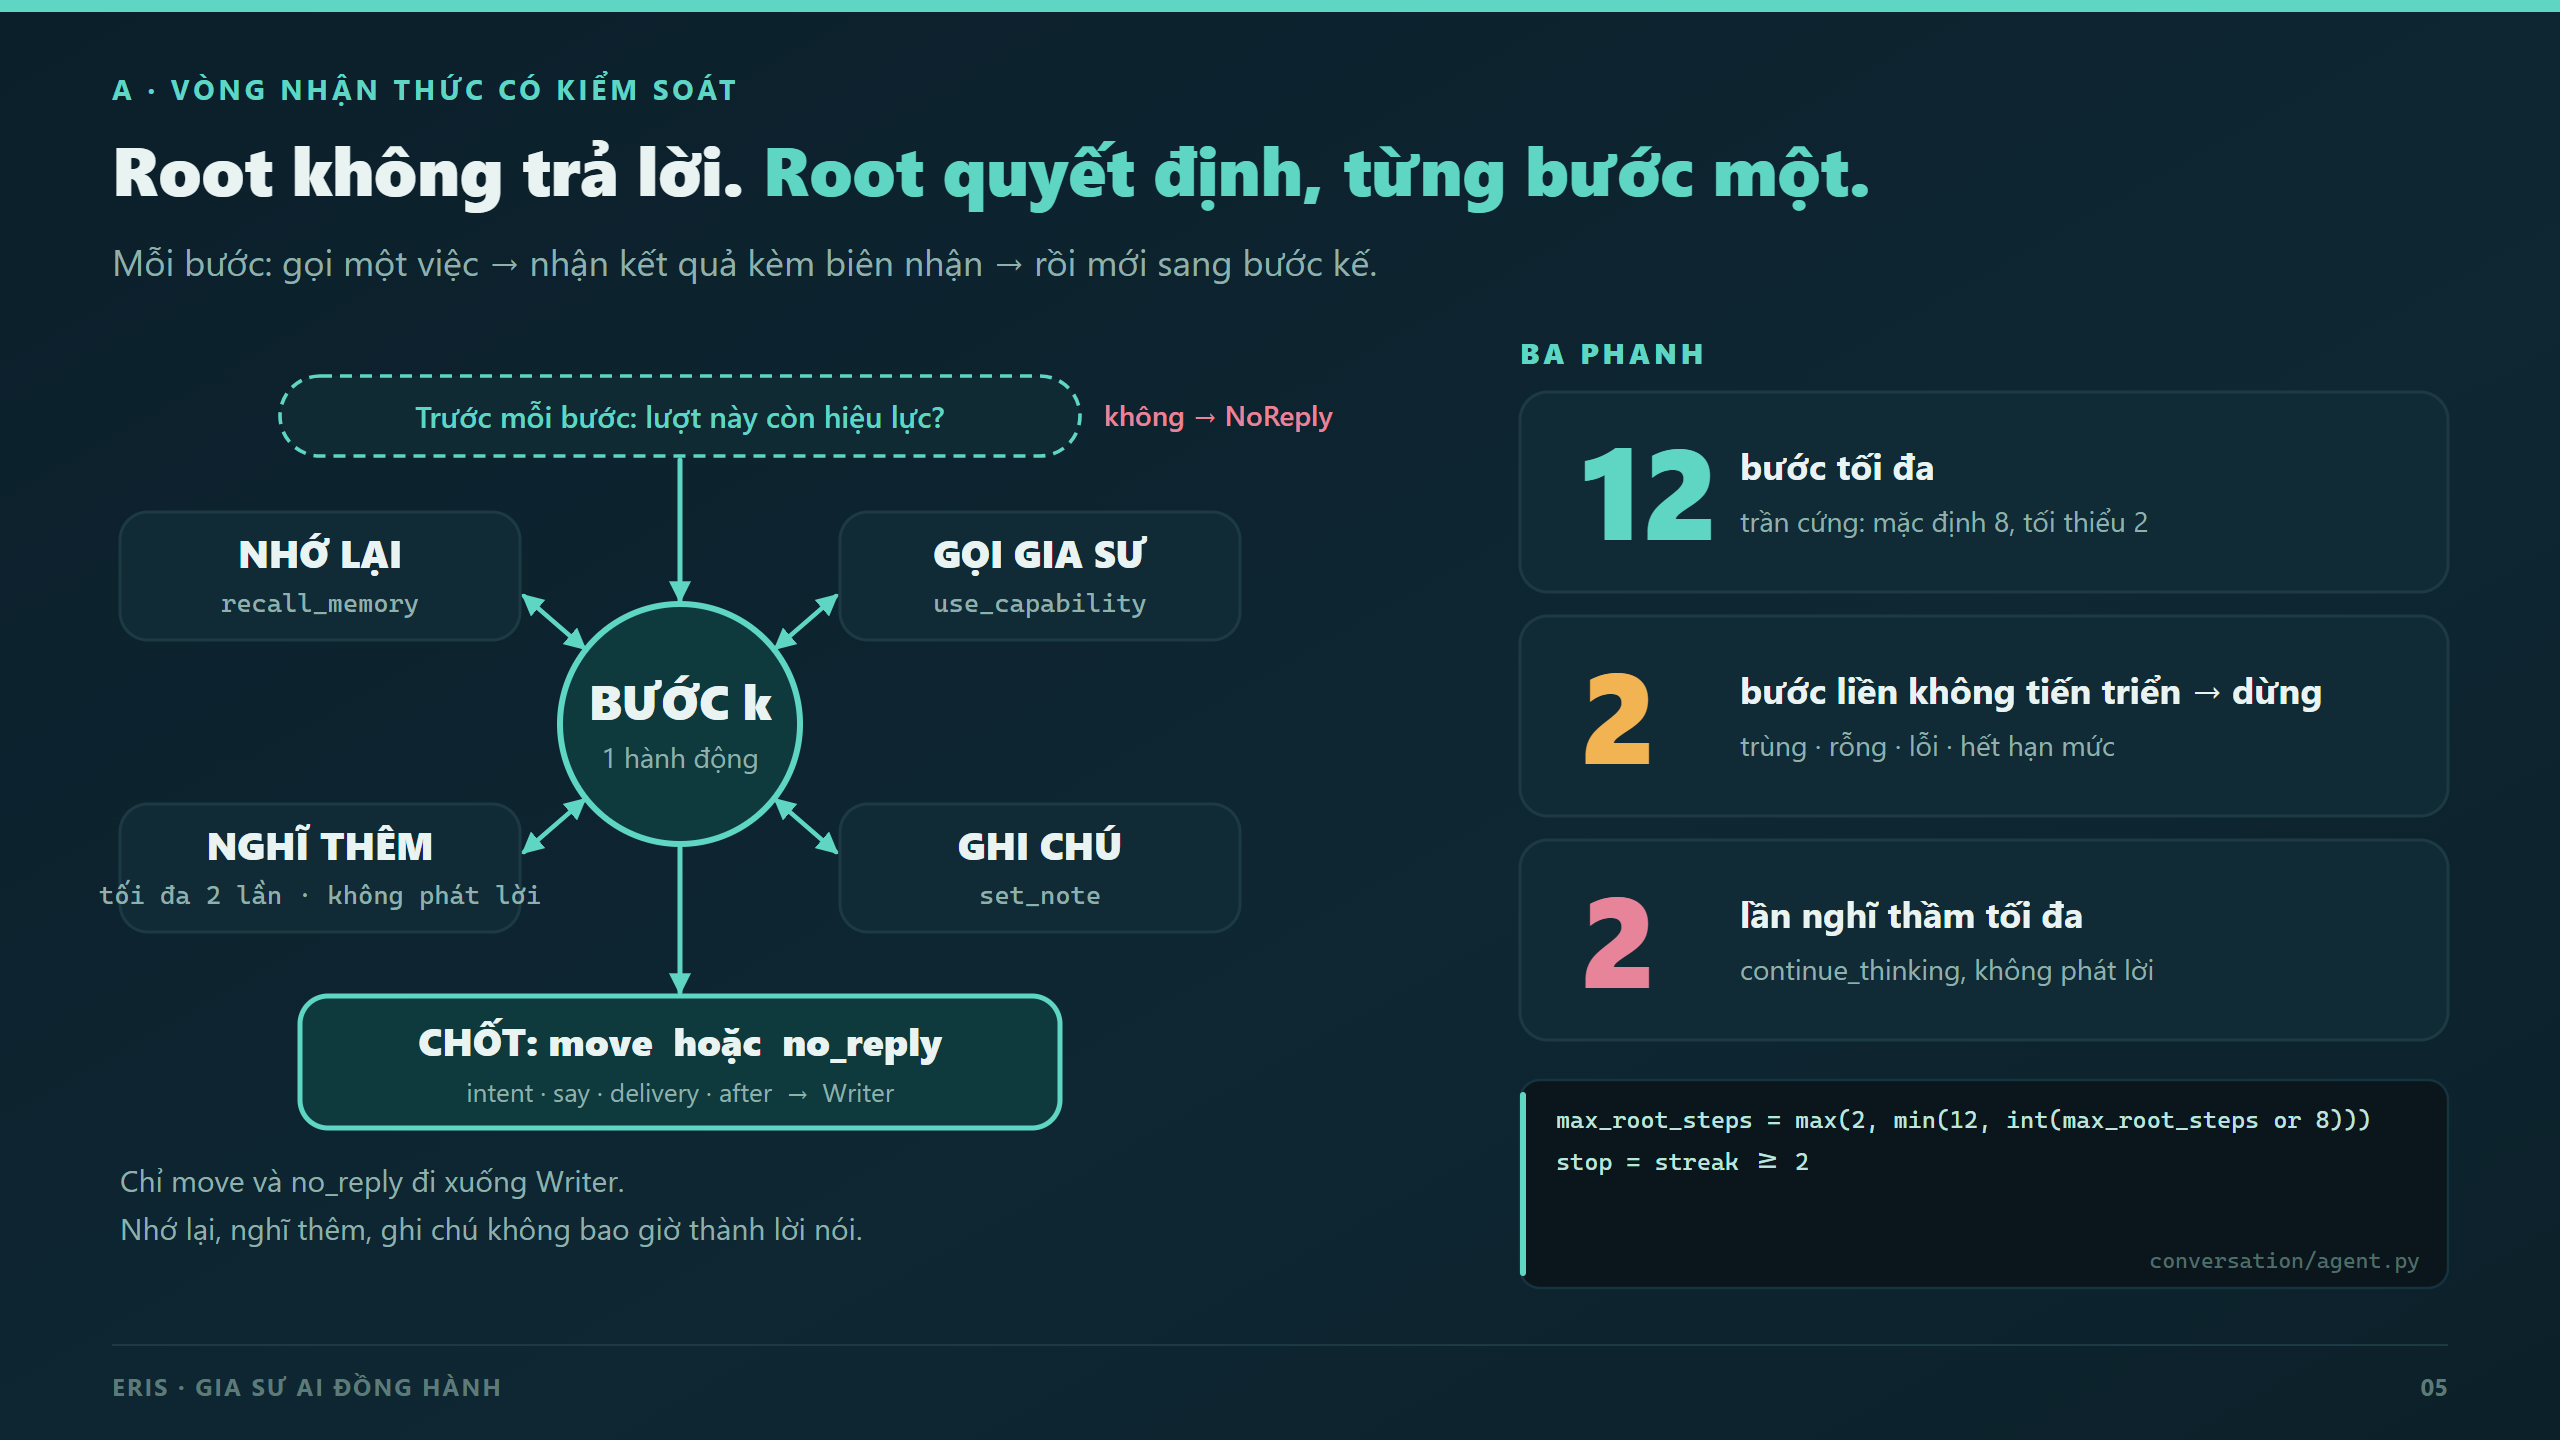 A · VÒNG NHẬN THỨC CÓ KIỂM SOÁT
Root không trả lời. Root quyết định, từng bước một.
Mỗi bước: gọi một việc → nhận kết quả kèm biên nhận → rồi mới sang bước kế.
Trước mỗi bước: lượt này còn hiệu lực?
không → NoReply
NHỚ LẠI
recall_memory
GỌI GIA SƯ
use_capability
BƯỚC k
1 hành động
NGHĨ THÊM
tối đa 2 lần · không phát lời
GHI CHÚ
set_note
CHỐT: move hoặc no_reply
intent · say · delivery · after → Writer
Chỉ move và no_reply đi xuống Writer.
Nhớ lại, nghĩ thêm, ghi chú không bao giờ thành lời nói.
BA PHANH
12
bước tối đa
trần cứng: mặc định 8, tối thiểu 2
2
bước liền không tiến triển → dừng
trùng · rỗng · lỗi · hết hạn mức
2
lần nghĩ thầm tối đa
continue_thinking, không phát lời
max_root_steps = max(2, min(12, int(max_root_steps or 8)))
stop = streak ≥ 2
conversation/agent.py
ERIS · GIA SƯ AI ĐỒNG HÀNH
05